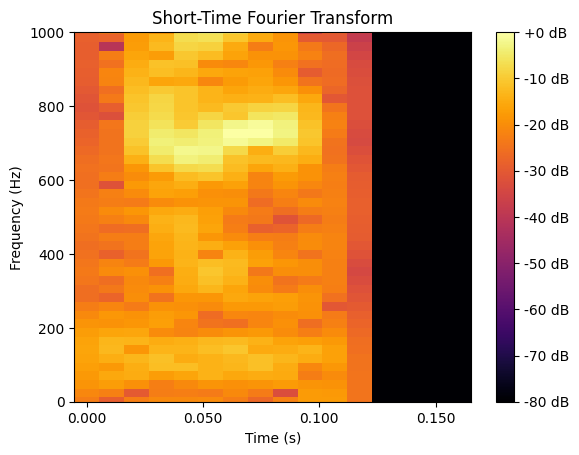 Short-Time Fourier Transform
1000
800
600
400
200
0
Frequency (Hz)
0.000
0.050
0.100
0.150
Time (s)
+0 dB
-10 dB
-20 dB
-30 dB
-40 dB
-50 dB
-60 dB
-70 dB
-80 dB